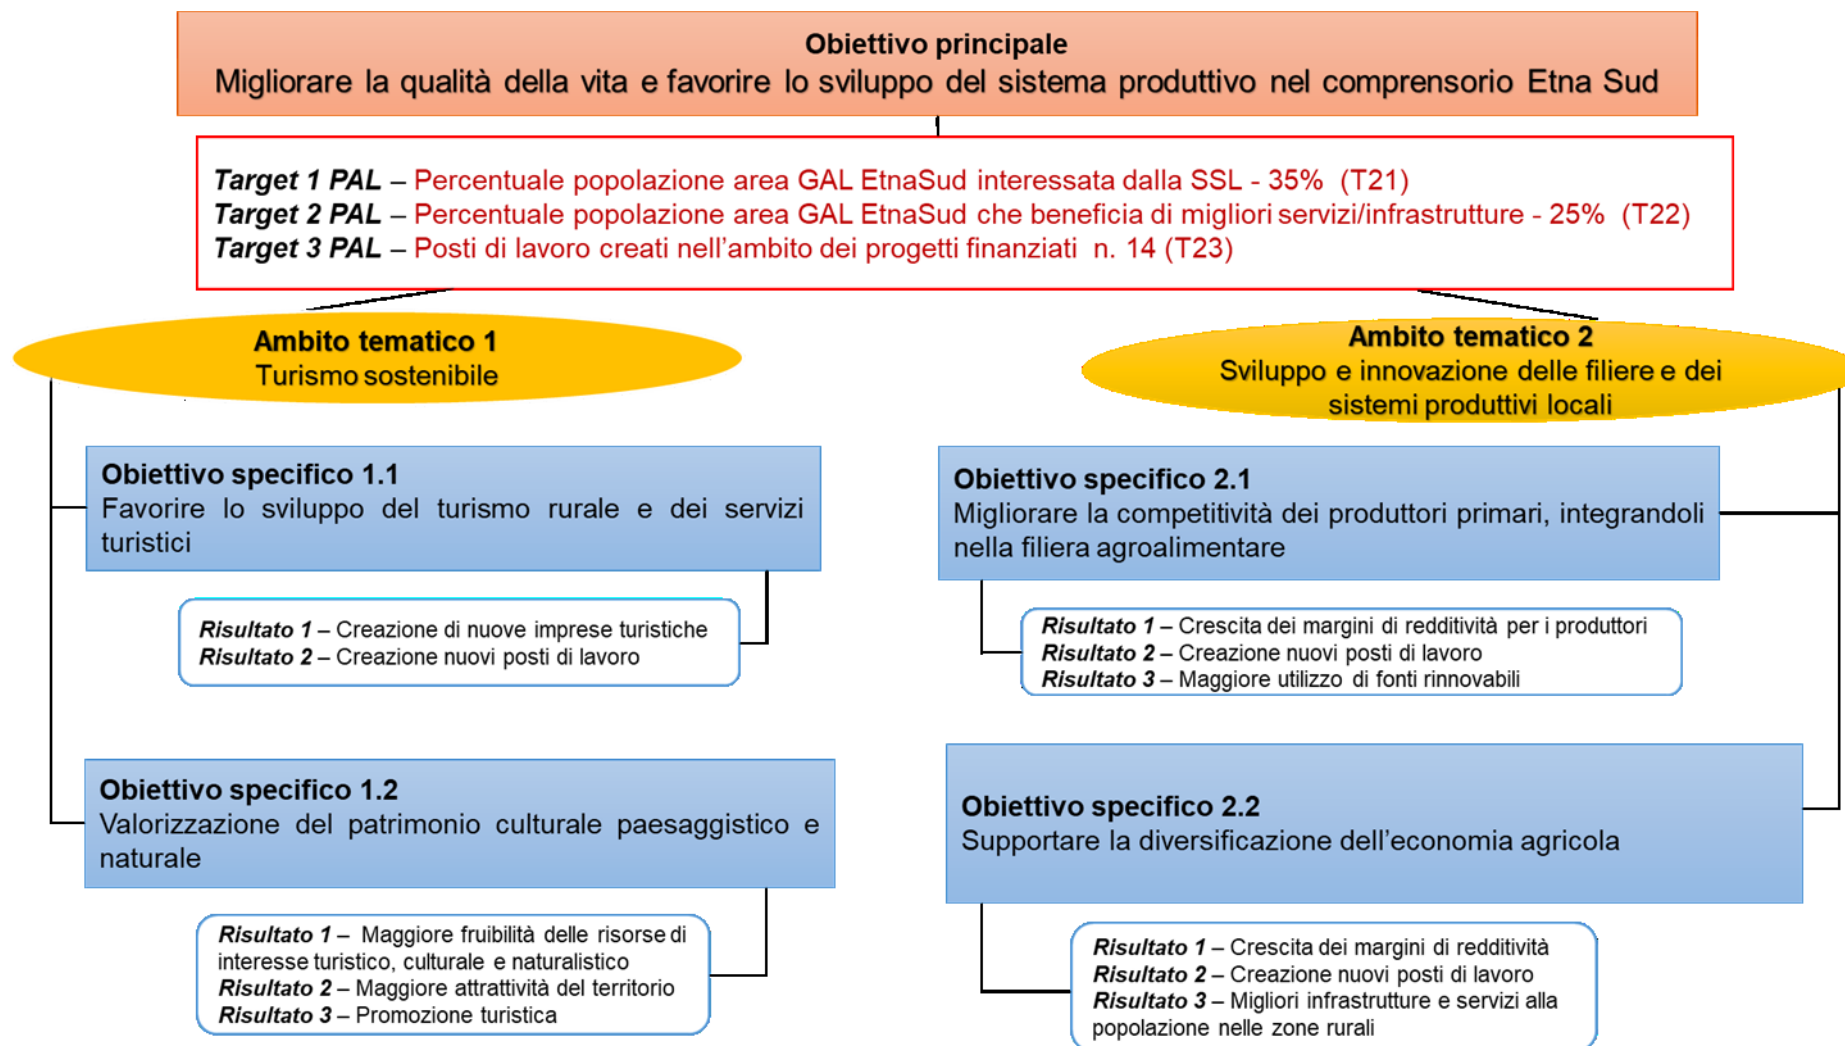 Obiettivo principale
Migliorare la qualità della vita e favorire lo sviluppo del sistema produttivo nel comprensorio Etna Sud
Target 1 PAL – Percentuale popolazione area GAL EtnaSud interessata dalla SSL - 35% (T21)
Target 2 PAL – Percentuale popolazione area GAL EtnaSud che beneficia di migliori servizi/infrastrutture - 25% (T22)
Target 3 PAL – Posti di lavoro creati nell’ambito dei progetti finanziati n. 14 (T23)
Ambito tematico 1
Turismo sostenibile
Obiettivo specifico 1.1
Favorire lo sviluppo del turismo rurale e dei servizi
turistici
Risultato 1 – Creazione di nuove imprese turistiche
Risultato 2 – Creazione nuovi posti di lavoro
Obiettivo specifico 1.2
Valorizzazione del patrimonio culturale paesaggistico e
naturale
Risultato 1 – Maggiore fruibilità delle risorse di
interesse turistico, culturale e naturalistico
Risultato 2 – Maggiore attrattività del territorio
Risultato 3 – Promozione turistica
Ambito tematico 2
Sviluppo e innovazione delle filiere e dei
sistemi produttivi locali
Obiettivo specifico 2.1
Migliorare la competitività dei produttori primari, integrandoli
nella filiera agroalimentare
Risultato 1 – Crescita dei margini di redditività per i produttori
Risultato 2 – Creazione nuovi posti di lavoro
Risultato 3 – Maggiore utilizzo di fonti rinnovabili
Obiettivo specifico 2.2
Supportare la diversificazione dell’economia agricola
Risultato 1 – Crescita dei margini di redditività
Risultato 2 – Creazione nuovi posti di lavoro
Risultato 3 – Migliori infrastrutture e servizi alla
popolazione nelle zone rurali